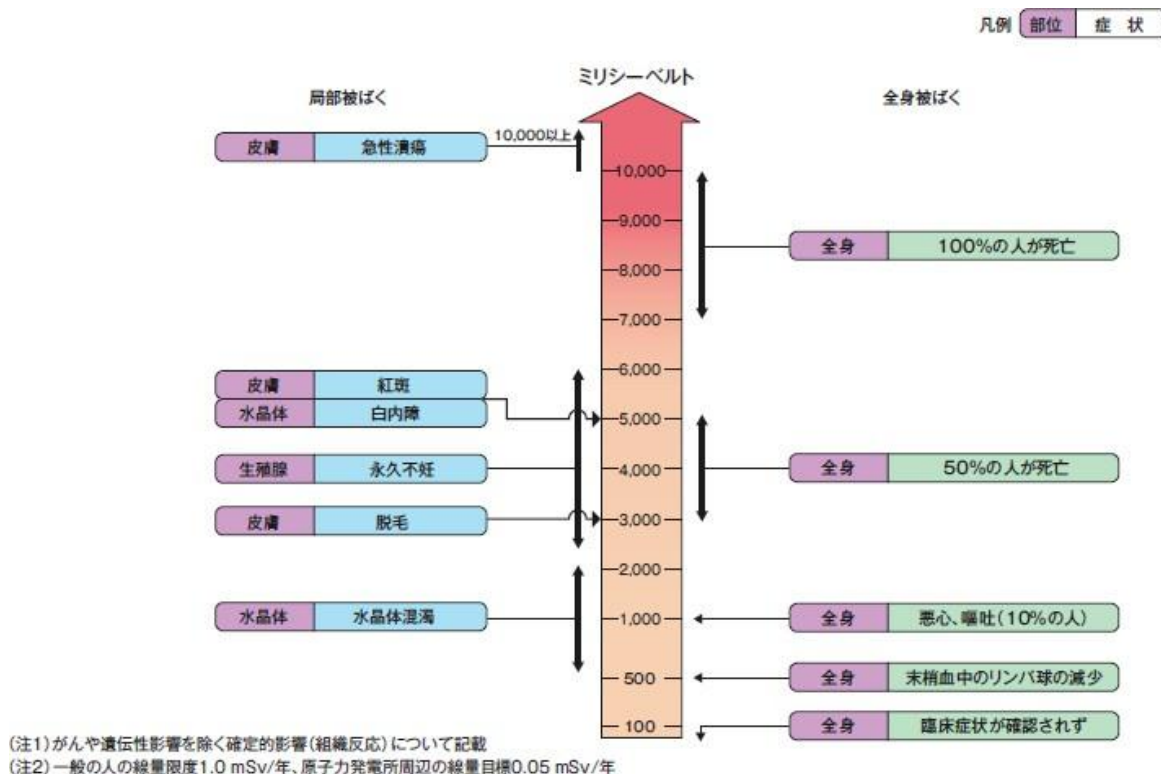 凡例 部位 症状
ミリシーベルト
局部被ばく
全身被ばく
皮膚 急性潰瘍 10,000以上
10,000
9,000
全身 100%の人が死亡
8,000
7,000
6,000
皮膚 紅斑
水晶体 白内障
5,000
生殖腺 永久不妊
4,000
全身 50%の人が死亡
皮膚 脱毛
3,000
2,000
水晶体 水晶体混濁
1,000
全身 悪心、嘔吐(10%の人)
500
全身 末梢血中のリンパ球の減少
100
全身 臨床症状が確認されず
(注1)がんや遺伝性影響を除く確定的影響(組織反応)について記載
(注2)一般の人の線量限度1.0 mSv/年、原子力発電所周辺の線量目標0.05 mSv/年